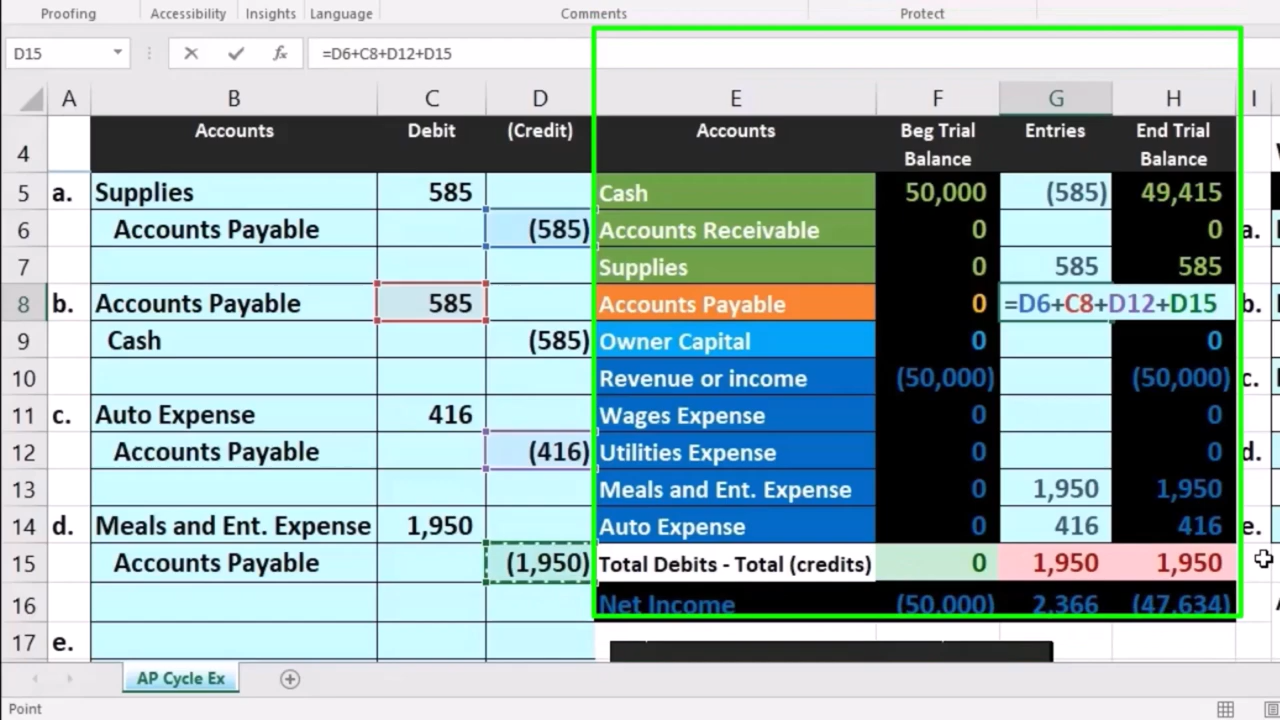 Proofing Accessibility Insights Language Comments Protect
D15 fx =D6+C8+D12+D15
A B C D E F G H I
4 Accounts Debit (Credit) Accounts Beg Trial Balance Entries End Trial Balance
5 a. Supplies 585 Cash 50,000 (585) 49,415
6 Accounts Payable (585) Accounts Receivable 0 0 a.
7 Supplies 0 585 585
8 b. Accounts Payable 585 Accounts Payable 0 =D6+C8+D12+D15 b.
9 Cash (585) Owner Capital 0 0
10 Revenue or income (50,000) (50,000) c.
11 c. Auto Expense 416 Wages Expense 0 0
12 Accounts Payable (416) Utilities Expense 0 0 d.
13 Meals and Ent. Expense 0 1,950 1,950
14 d. Meals and Ent. Expense 1,950 Auto Expense 0 416 416 e.
15 Accounts Payable (1,950) Total Debits - Total (credits) 0 1,950 1,950
16 Net Income (50,000) 2,366 (47,634)
17 e.
AP Cycle Ex
Point